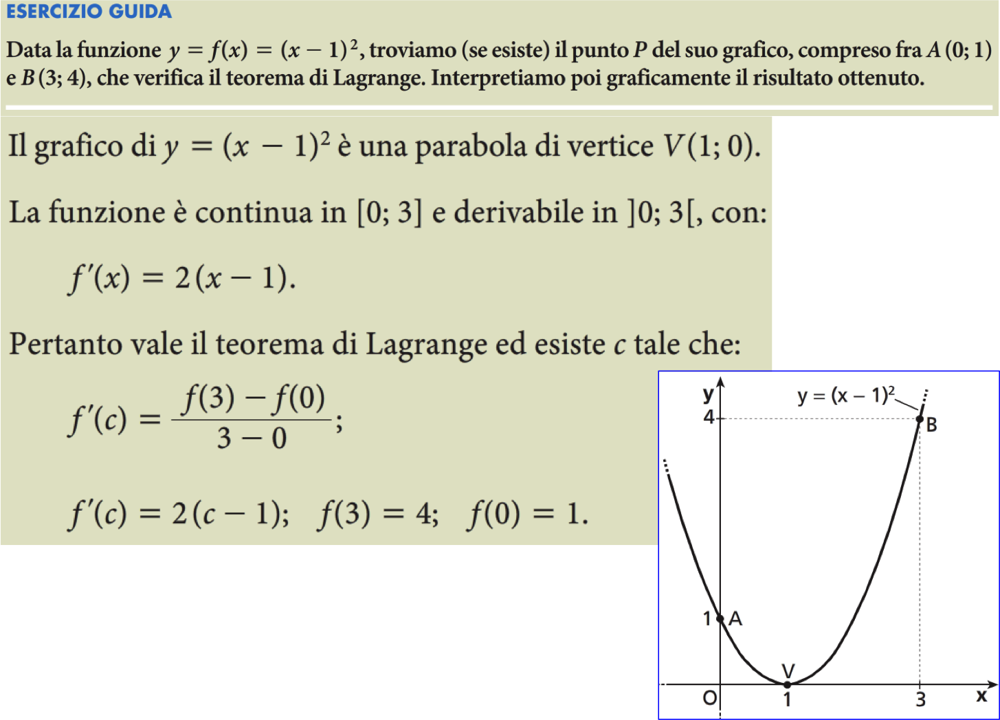 ESERCIZIO GUIDA
Data la funzione y = f(x) = (x − 1)², troviamo (se esiste) il punto P del suo grafico, compreso fra A(0; 1)
e B(3; 4), che verifica il teorema di Lagrange. Interpretiamo poi graficamente il risultato ottenuto.
Il grafico di y = (x − 1)² è una parabola di vertice V(1; 0).
La funzione è continua in [0; 3] e derivabile in ]0; 3[, con:
f′(x) = 2(x − 1).
Pertanto vale il teorema di Lagrange ed esiste c tale che:
f′(c) = (f(3) − f(0)) / (3 − 0);
f′(c) = 2(c − 1); f(3) = 4; f(0) = 1.
y
y = (x − 1)²
4
B
1
A
V
O
1
3
x